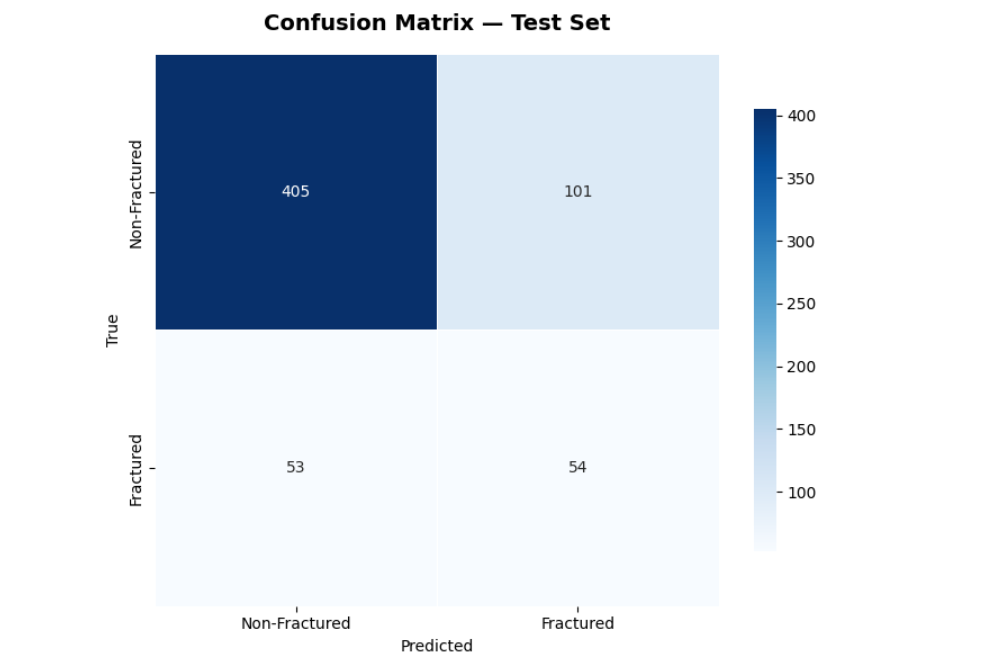 Confusion Matrix — Test Set
True
Non-Fractured
Fractured
405
101
53
54
Non-Fractured
Fractured
Predicted
400
350
300
250
200
150
100